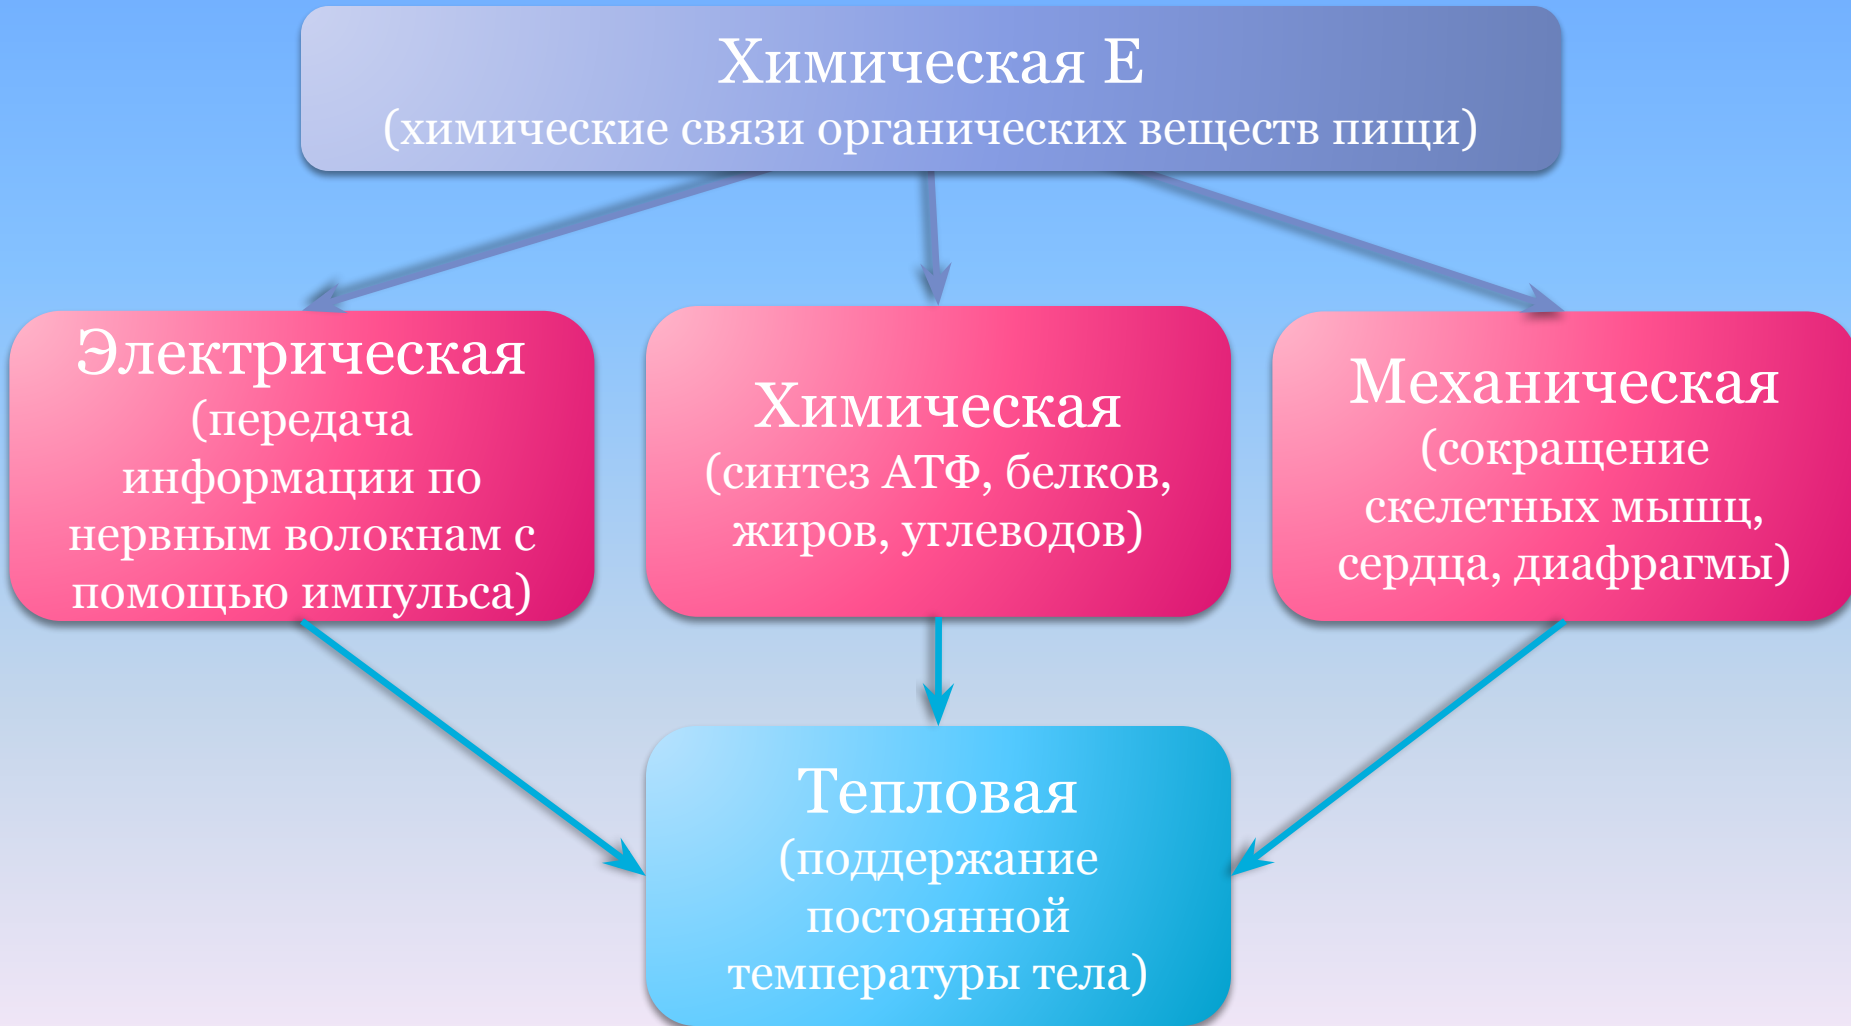 Химическая Е
(химические связи органических веществ пищи)
Электрическая
(передача
информации по
нервным волокнам с
помощью импульса)
Химическая
(синтез АТФ, белков,
жиров, углеводов)
Механическая
(сокращение
скелетных мышц,
сердца, диафрагмы)
Тепловая
(поддержание
постоянной
температуры тела)